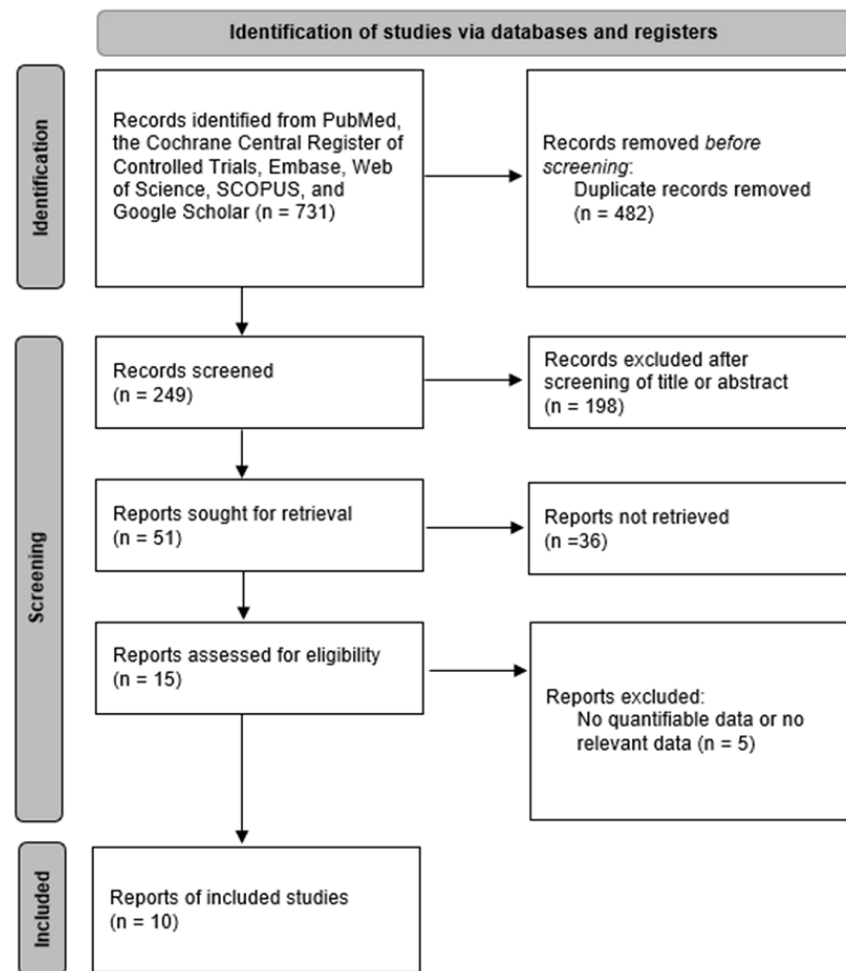 Identification of studies via databases and registers
Identification
Records identified from PubMed,
the Cochrane Central Register of
Controlled Trials, Embase, Web
of Science, SCOPUS, and
Google Scholar (n = 731)
Records removed before
screening:
Duplicate records removed
(n = 482)
Screening
Records screened
(n = 249)
Records excluded after
screening of title or abstract
(n = 198)
Reports sought for retrieval
(n = 51)
Reports not retrieved
(n =36)
Reports assessed for eligibility
(n = 15)
Reports excluded:
No quantifiable data or no
relevant data (n = 5)
Included
Reports of included studies
(n = 10)